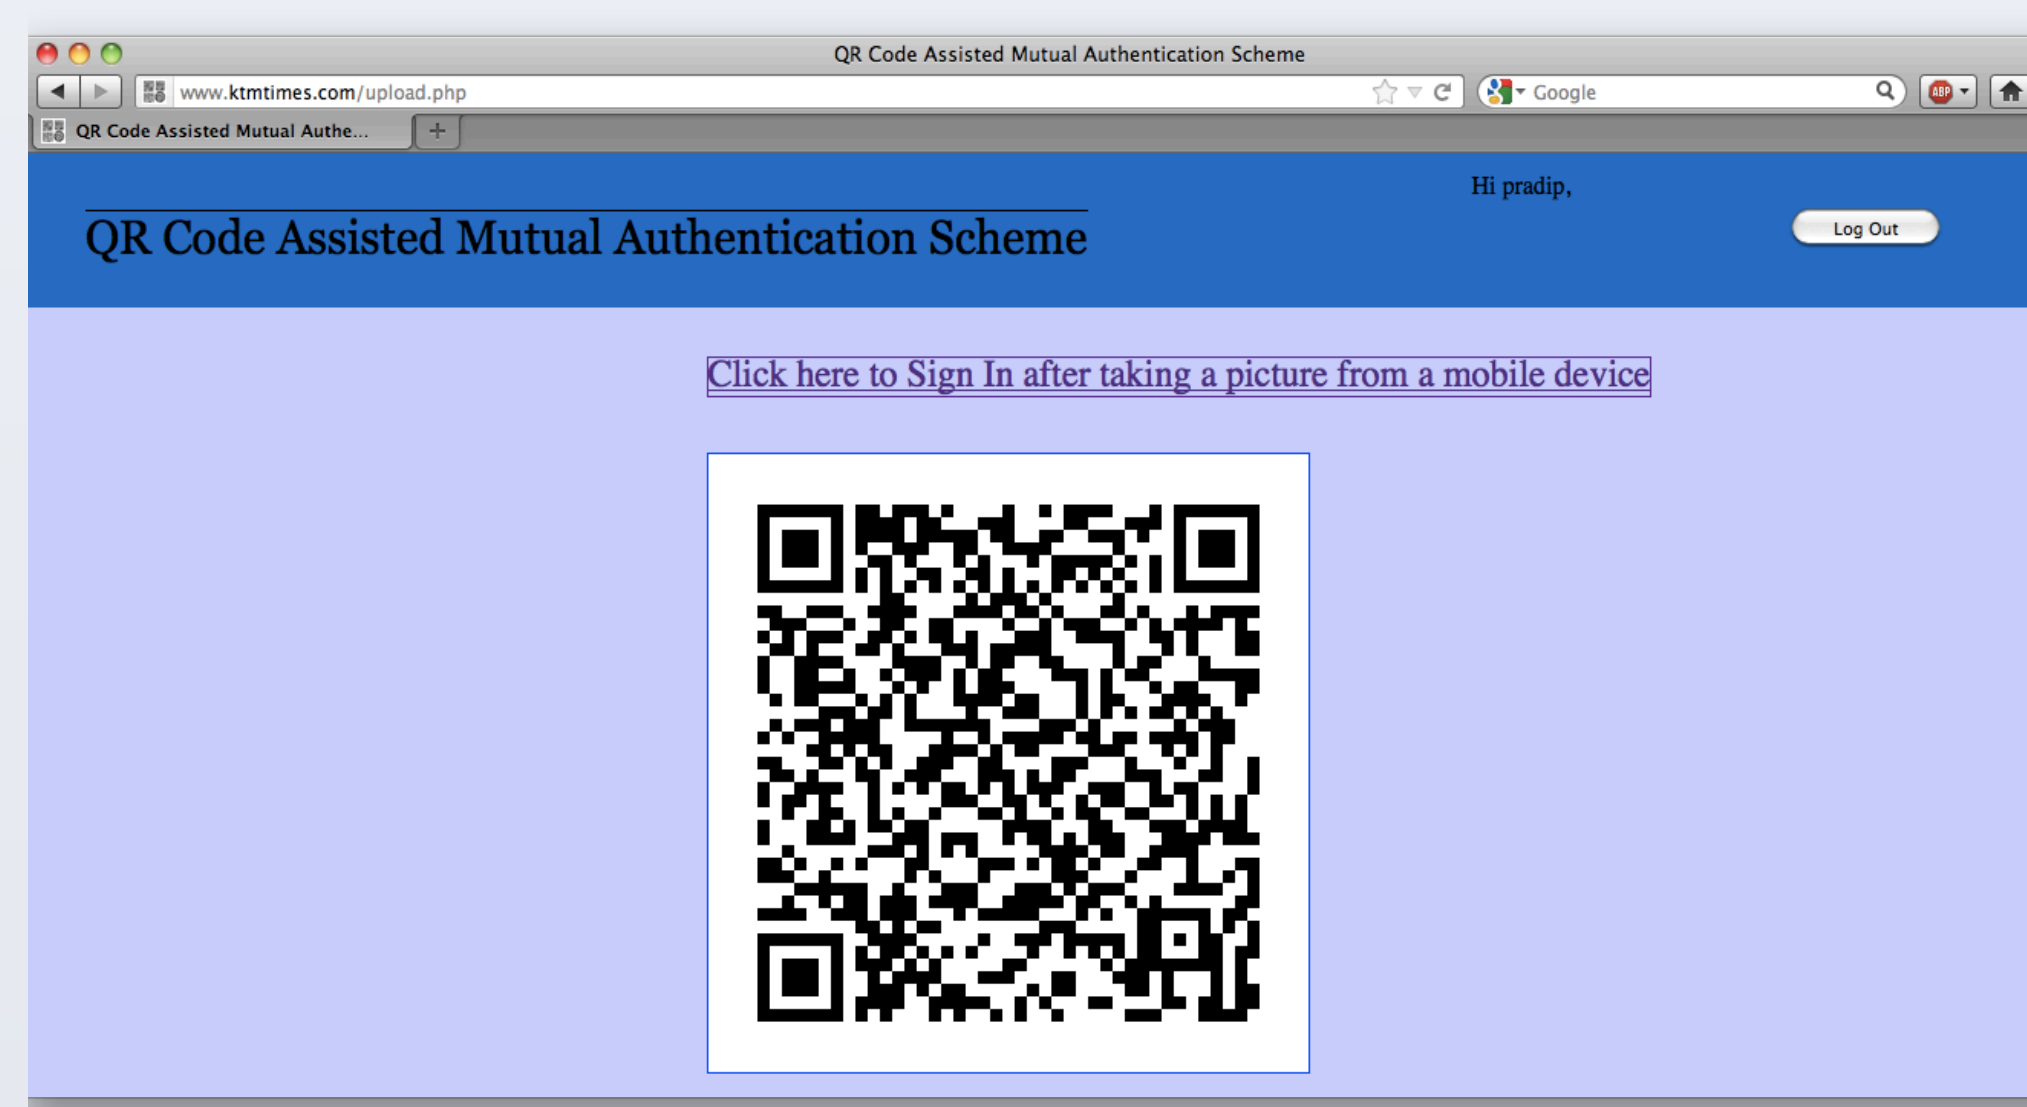 QR Code Assisted Mutual Authentication Scheme
www.ktmtimes.com/upload.php
Google
ABP
QR Code Assisted Mutual Authe...
+
Hi pradip,
QR Code Assisted Mutual Authentication Scheme
Log Out
Click here to Sign In after taking a picture from a mobile device